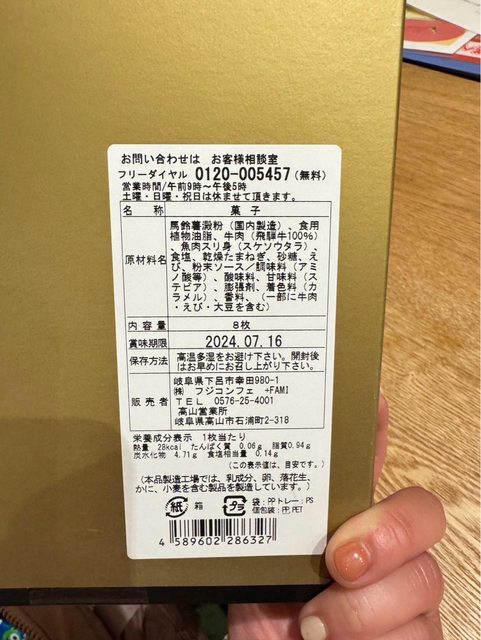 お問い合わせは お客様相談室
フリーダイヤル 0120-005457(無料)
営業時間/午前9時～午後5時
土曜・日曜・祝日は休ませて頂きます。
名称 菓子
原材料名 馬鈴薯澱粉(国内製造)、食用
植物油脂、牛肉(飛騨牛100%)
、魚肉スリ身(スケソウタラ)、
食塩、乾燥たまねぎ、砂糖、え
び、粉末ソース/調味料(アミ
ノ酸等)、酸味料、甘味料(ス
テビア)、膨張剤、着色料(カ
ラメル)、香料、(一部に牛肉
・えび・大豆を含む)
内容量 8枚
賞味期限 2024.07.16
保存方法 高温多湿をお避け下さい。開封後
はお早めにお召し上がり下さい。
販売者 岐阜県下呂市幸田980-1
㈱ フジコンフェ +FAMI
TEL 0576-25-4001
高山営業所
岐阜県高山市石浦町2-318
栄養成分表示 1枚当たり
熱量 28kcal たんぱく質 0.06g 脂質0.94g
炭水化物 4.71g 食塩相当量 0.14g
(この表示値は、目安です。)
(本品製造工場では、乳成分、卵、落花生、
かに、小麦を含む製品を製造しています。)
紙 箱 プラ 袋:PPトレー:PS
個包装:PP,PET
4 589602 286327